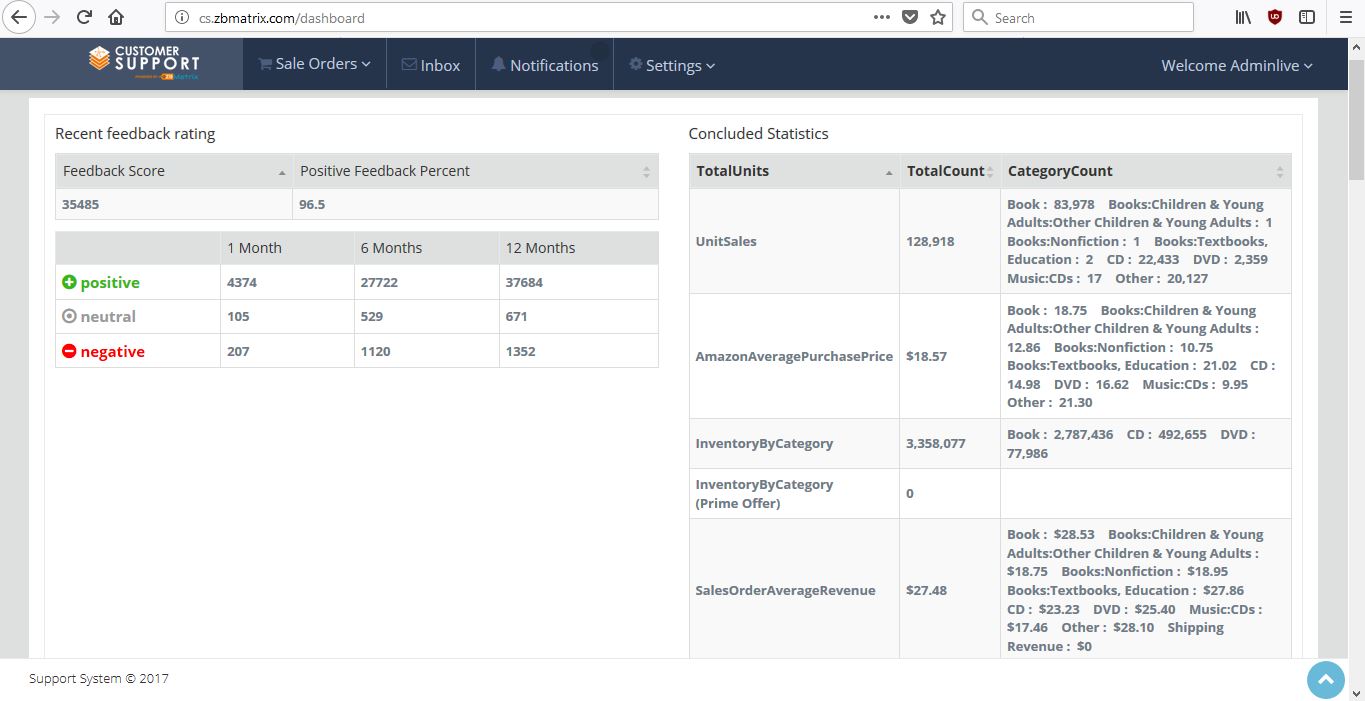 cs.zbmatrix.com/dashboard
Search
CUSTOMER
SUPPORT
Sale Orders
Inbox
Notifications
Settings
Welcome Adminlive
Recent feedback rating
Feedback Score Positive Feedback Percent
35485 96.5
1 Month 6 Months 12 Months
positive 4374 27722 37684
neutral 105 529 671
negative 207 1120 1352
Concluded Statistics
TotalUnits TotalCount CategoryCount
UnitSales
128,918
Book : 83,978 Books:Children & Young
Adults:Other Children & Young Adults : 1
Books:Nonfiction : 1 Books:Textbooks,
Education : 2 CD : 22,433 DVD : 2,359
Music:CDs : 17 Other : 20,127
AmazonAveragePurchasePrice
$18.57
Book : 18.75 Books:Children & Young
Adults:Other Children & Young Adults :
12.86 Books:Nonfiction : 10.75
Books:Textbooks, Education : 21.02 CD :
14.98 DVD : 16.62 Music:CDs : 9.95
Other : 21.30
InventoryByCategory
3,358,077
Book : 2,787,436 CD : 492,655 DVD :
77,986
InventoryByCategory
(Prime Offer)
0
SalesOrderAverageRevenue
$27.48
Book : $28.53 Books:Children & Young
Adults:Other Children & Young Adults :
$18.75 Books:Nonfiction : $18.95
Books:Textbooks, Education : $27.86
CD : $23.23 DVD : $25.40 Music:CDs :
$17.46 Other : $28.10 Shipping
Revenue : $0
Support System © 2017